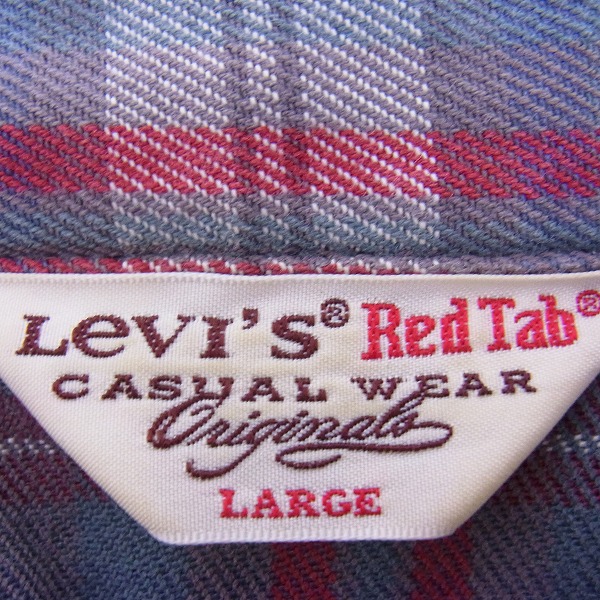 Levi's® Red Tab®
CASUAL WEAR
Originals
LARGE